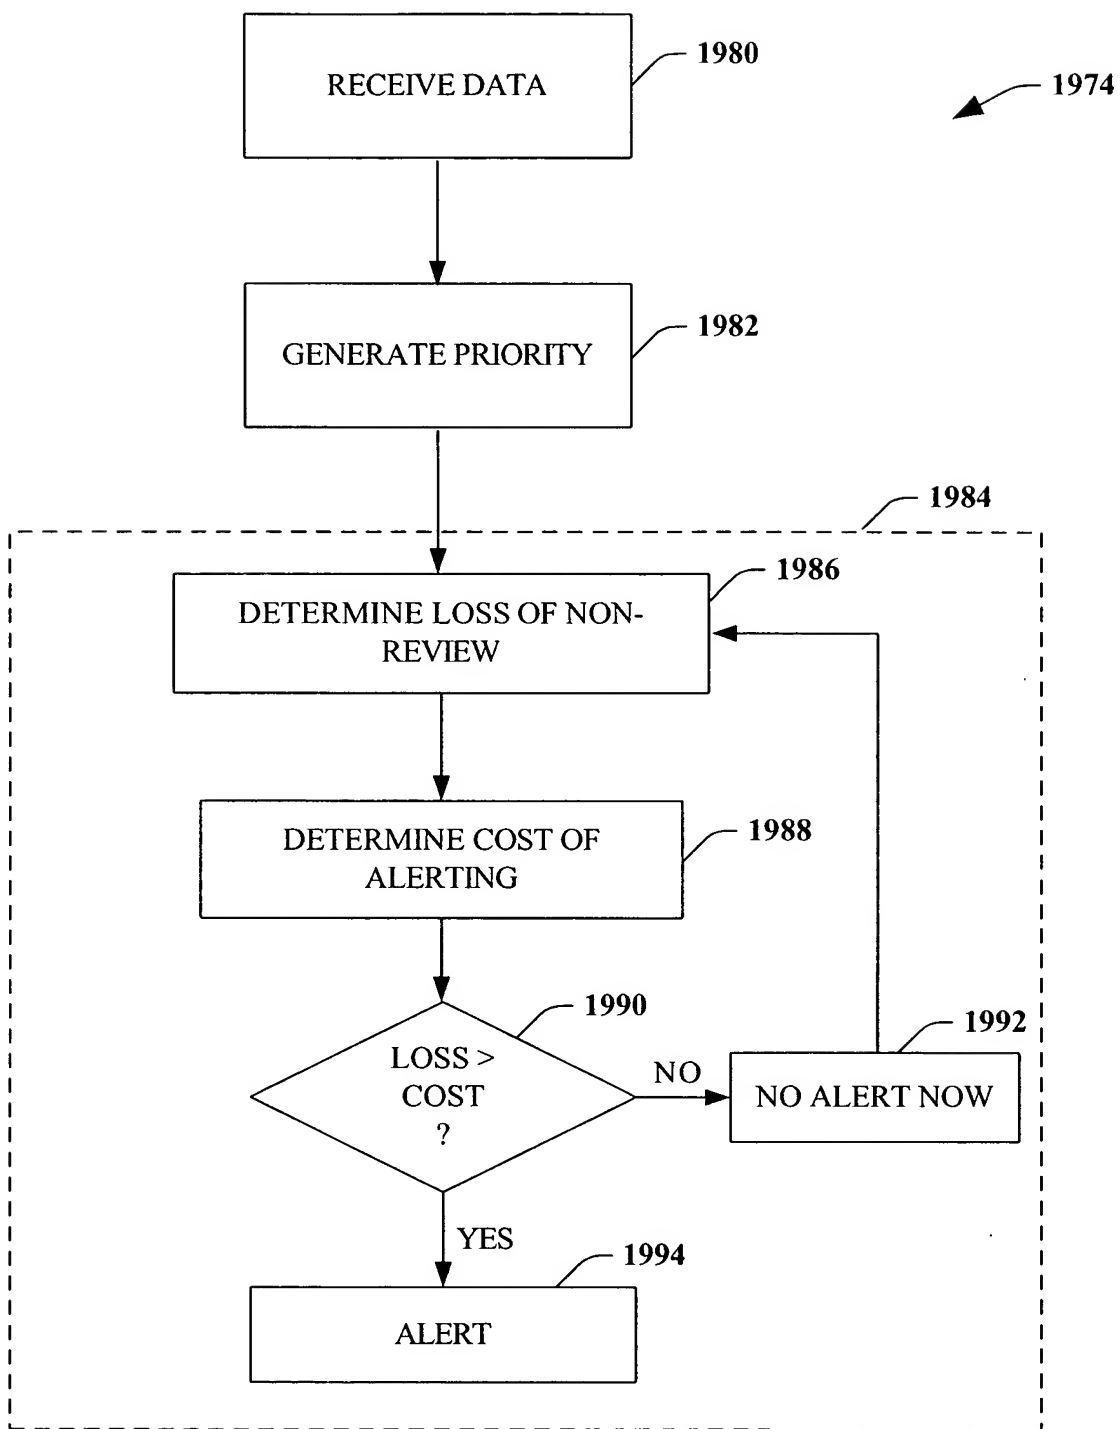 RECEIVE DATA
1980
1974
GENERATE PRIORITY
1982
1984
DETERMINE LOSS OF NON-
REVIEW
1986
DETERMINE COST OF
ALERTING
1988
LOSS >
COST
?
1990
NO
NO ALERT NOW
1992
YES
ALERT
1994